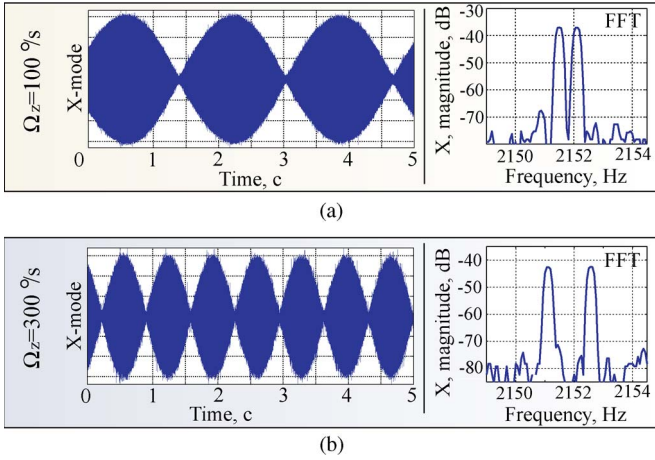 Ω_Z=100 °/s
X-mode
0 1 2 3 4 5
Time, c
X, magnitude, dB
-30
-40
-50
-60
-70
FFT
2150 2152 2154
Frequency, Hz
(a)
Ω_Z=300 °/s
X-mode
0 1 2 3 4 5
Time, c
X, magnitude, dB
-40
-50
-60
-70
-80
FFT
2150 2152 2154
Frequency, Hz
(b)